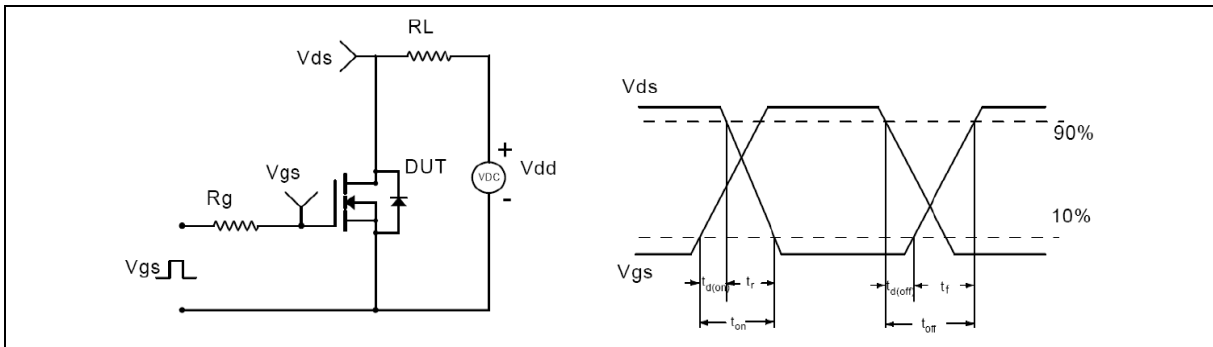 RL
Vds
Vds
90%
+
Vgs
DUT
VDC
Vdd
Rg
-
10%
Vgs
Vgs
td(on)
tr
td(off)
tf
ton
toff